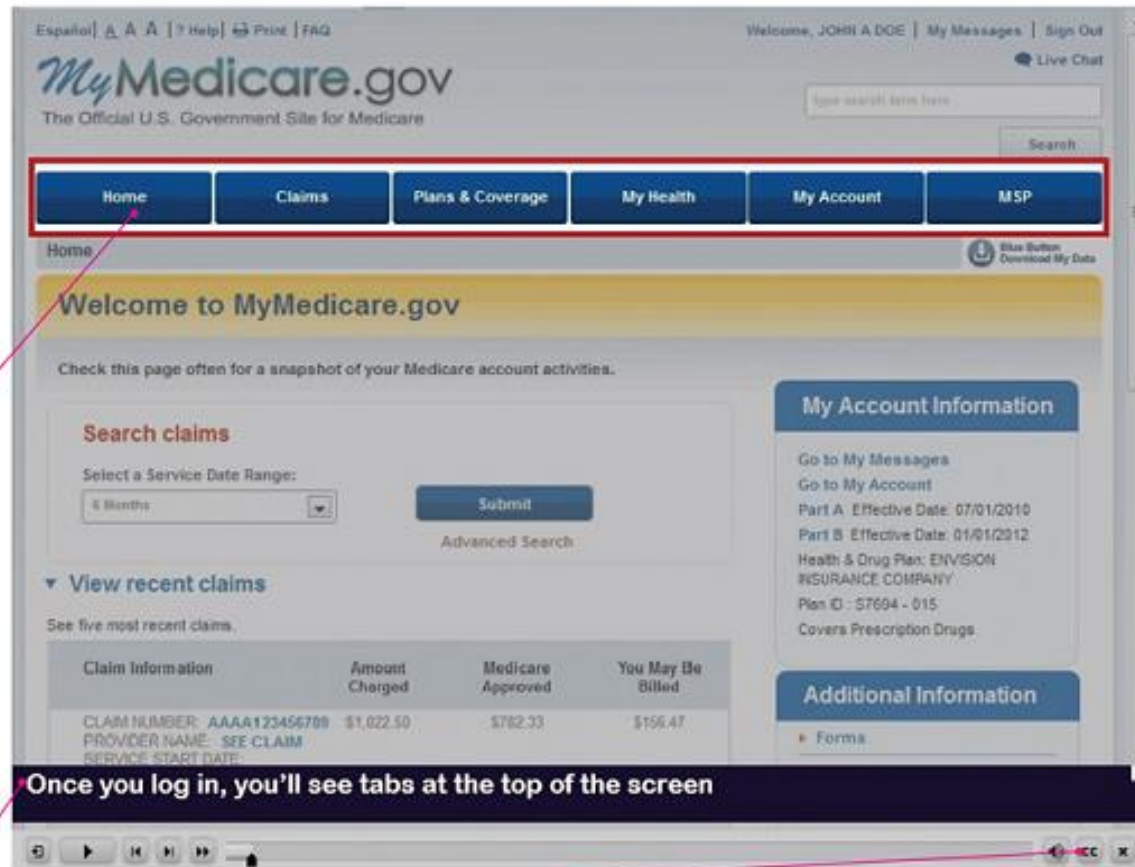 Español| A A A | ? Help| Print | FAQ
Welcome, JOHN A DOE | My Messages | Sign Out
Live Chat
MyMedicare.gov
The Official U.S. Government Site for Medicare
type search term here
Search
Home Claims Plans & Coverage My Health My Account MSP
Home
Blue Button
Download My Data
Welcome to MyMedicare.gov
Check this page often for a snapshot of your Medicare account activities.
Search claims
Select a Service Date Range:
6 Months
Submit
Advanced Search
View recent claims
See five most recent claims.
Claim Information Amount Charged Medicare Approved You May Be Billed
CLAIM NUMBER: AAAA123456789 $1,022.50 $782.33 $156.47
PROVIDER NAME: SEE CLAIM
SERVICE START DATE:
My Account Information
Go to My Messages
Go to My Account
Part A Effective Date: 07/01/2010
Part B Effective Date: 01/01/2012
Health & Drug Plan: ENVISION
INSURANCE COMPANY
Plan ID : S7694 - 015
Covers Prescription Drugs
Additional Information
Forms
Once you log in, you'll see tabs at the top of the screen
CC